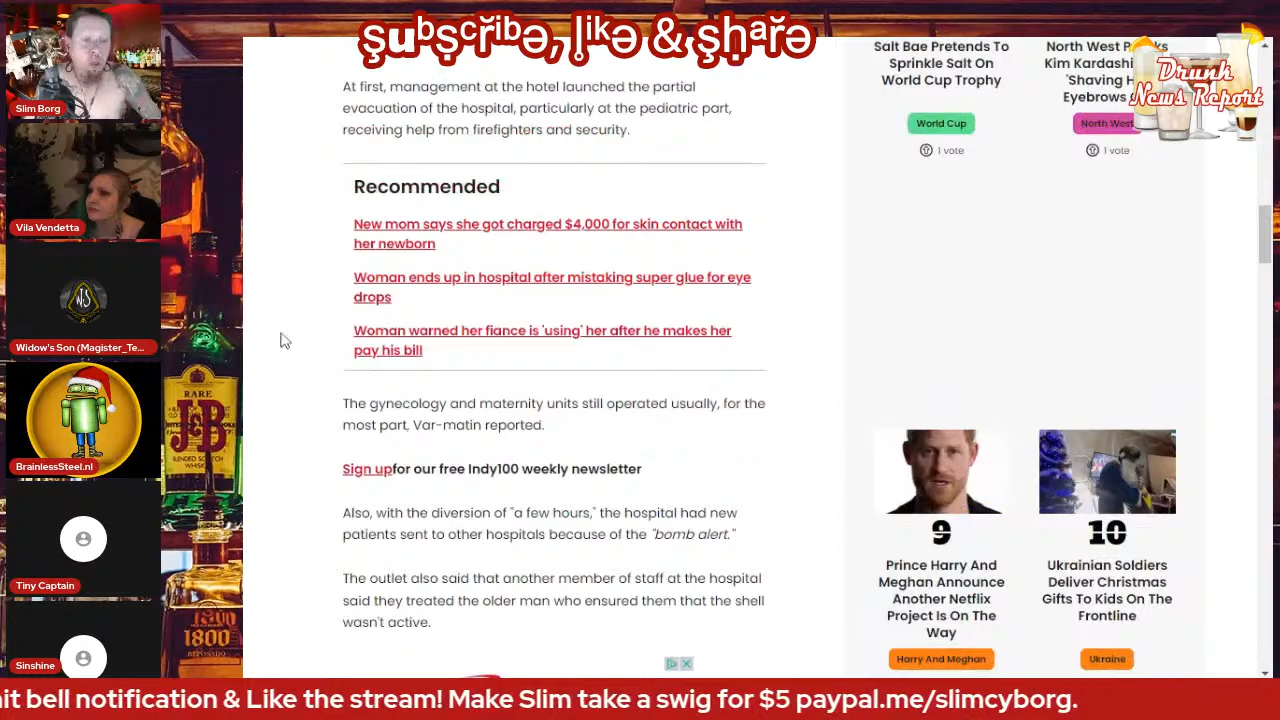 şuᵇşᶜřᶦᵇə, ļᶦᵏə & şḥᵃřə
Slim Borg
Vila Vendetta
WS
Widow's Son (Magister_Te...
BrainlessSteel.nl
Tiny Captain
Sinshine
RARE
J&B
1800
1800
At first, management at the hotel launched the partial
evacuation of the hospital, particularly at the pediatric part,
receiving help from firefighters and security.
Recommended
New mom says she got charged $4,000 for skin contact with
her newborn
Woman ends up in hospital after mistaking super glue for eye
drops
Woman warned her fiance is 'using' her after he makes her
pay his bill
The gynecology and maternity units still operated usually, for the
most part, Var-matin reported.
Sign upfor our free Indy100 weekly newsletter
Also, with the diversion of "a few hours," the hospital had new
patients sent to other hospitals because of the "bomb alert."
The outlet also said that another member of staff at the hospital
said they treated the older man who ensured them that the shell
wasn't active.
Salt Bae Pretends To
Sprinkle Salt On
World Cup Trophy
World Cup
1 vote
North West
Kim Kardashi
'Shaving H
Eyebrows
North West
1 vote
Drunk
News Report
9
Prince Harry And
Meghan Announce
Another Netflix
Project Is On The
Way
Harry And Meghan
10
Ukrainian Soldiers
Deliver Christmas
Gifts To Kids On The
Frontline
Ukraine
it bell notification & Like the stream! Make Slim take a swig for $5 paypal.me/slimcyborg.